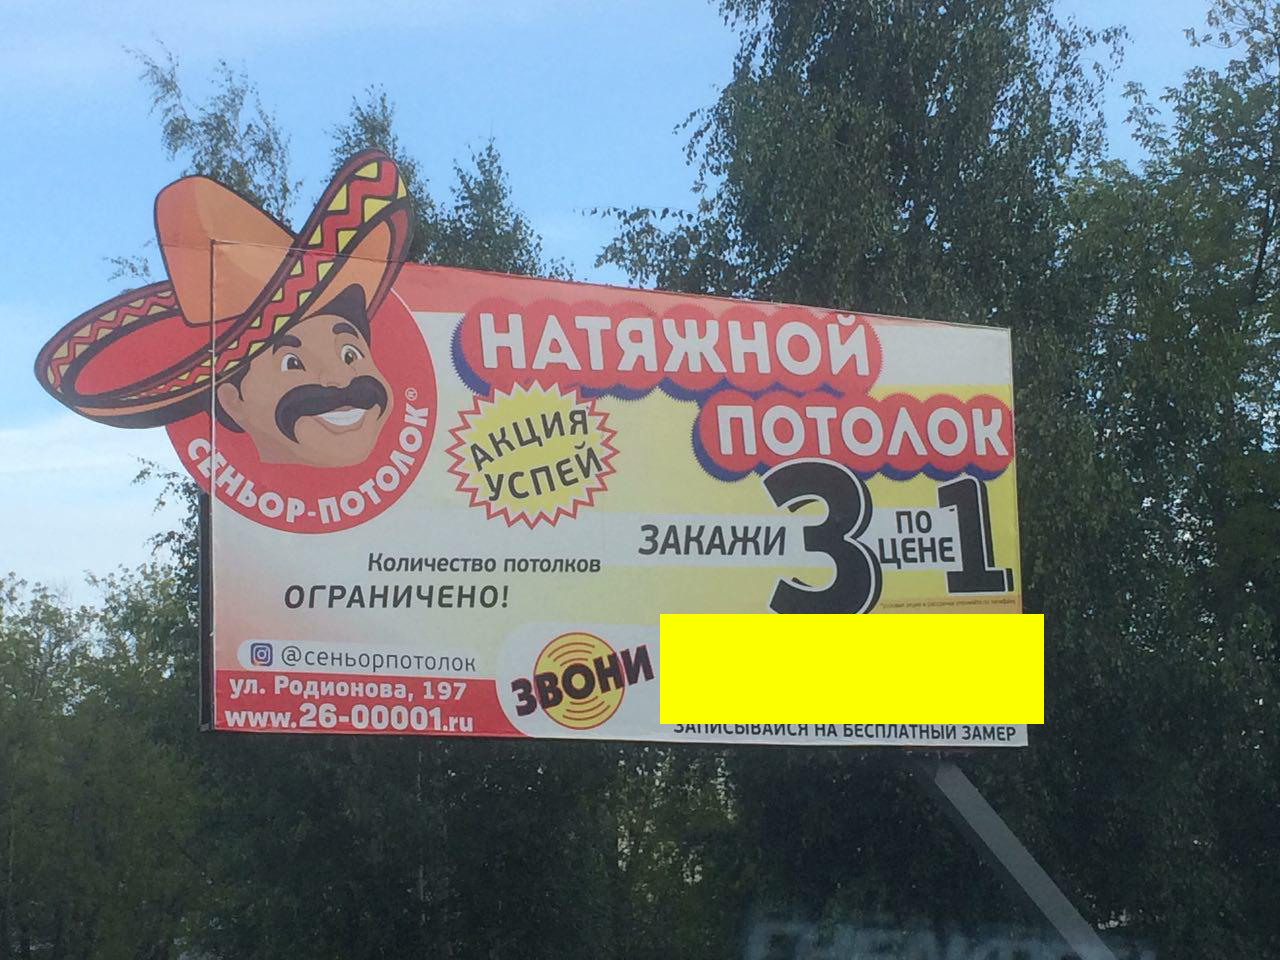 СЕНЬОР-ПОТОЛОК®
НАТЯЖНОЙ
ПОТОЛОК
АКЦИЯ
УСПЕЙ
ЗАКАЖИ 3 ПО ЦЕНЕ 1
Количество потолков
ОГРАНИЧЕНО!
@сеньорпотолок
ул. Родионова, 197
www.26-00001.ru
ЗВОНИ
ЗАПИСЫВАЙСЯ НА БЕСПЛАТНЫЙ ЗАМЕР